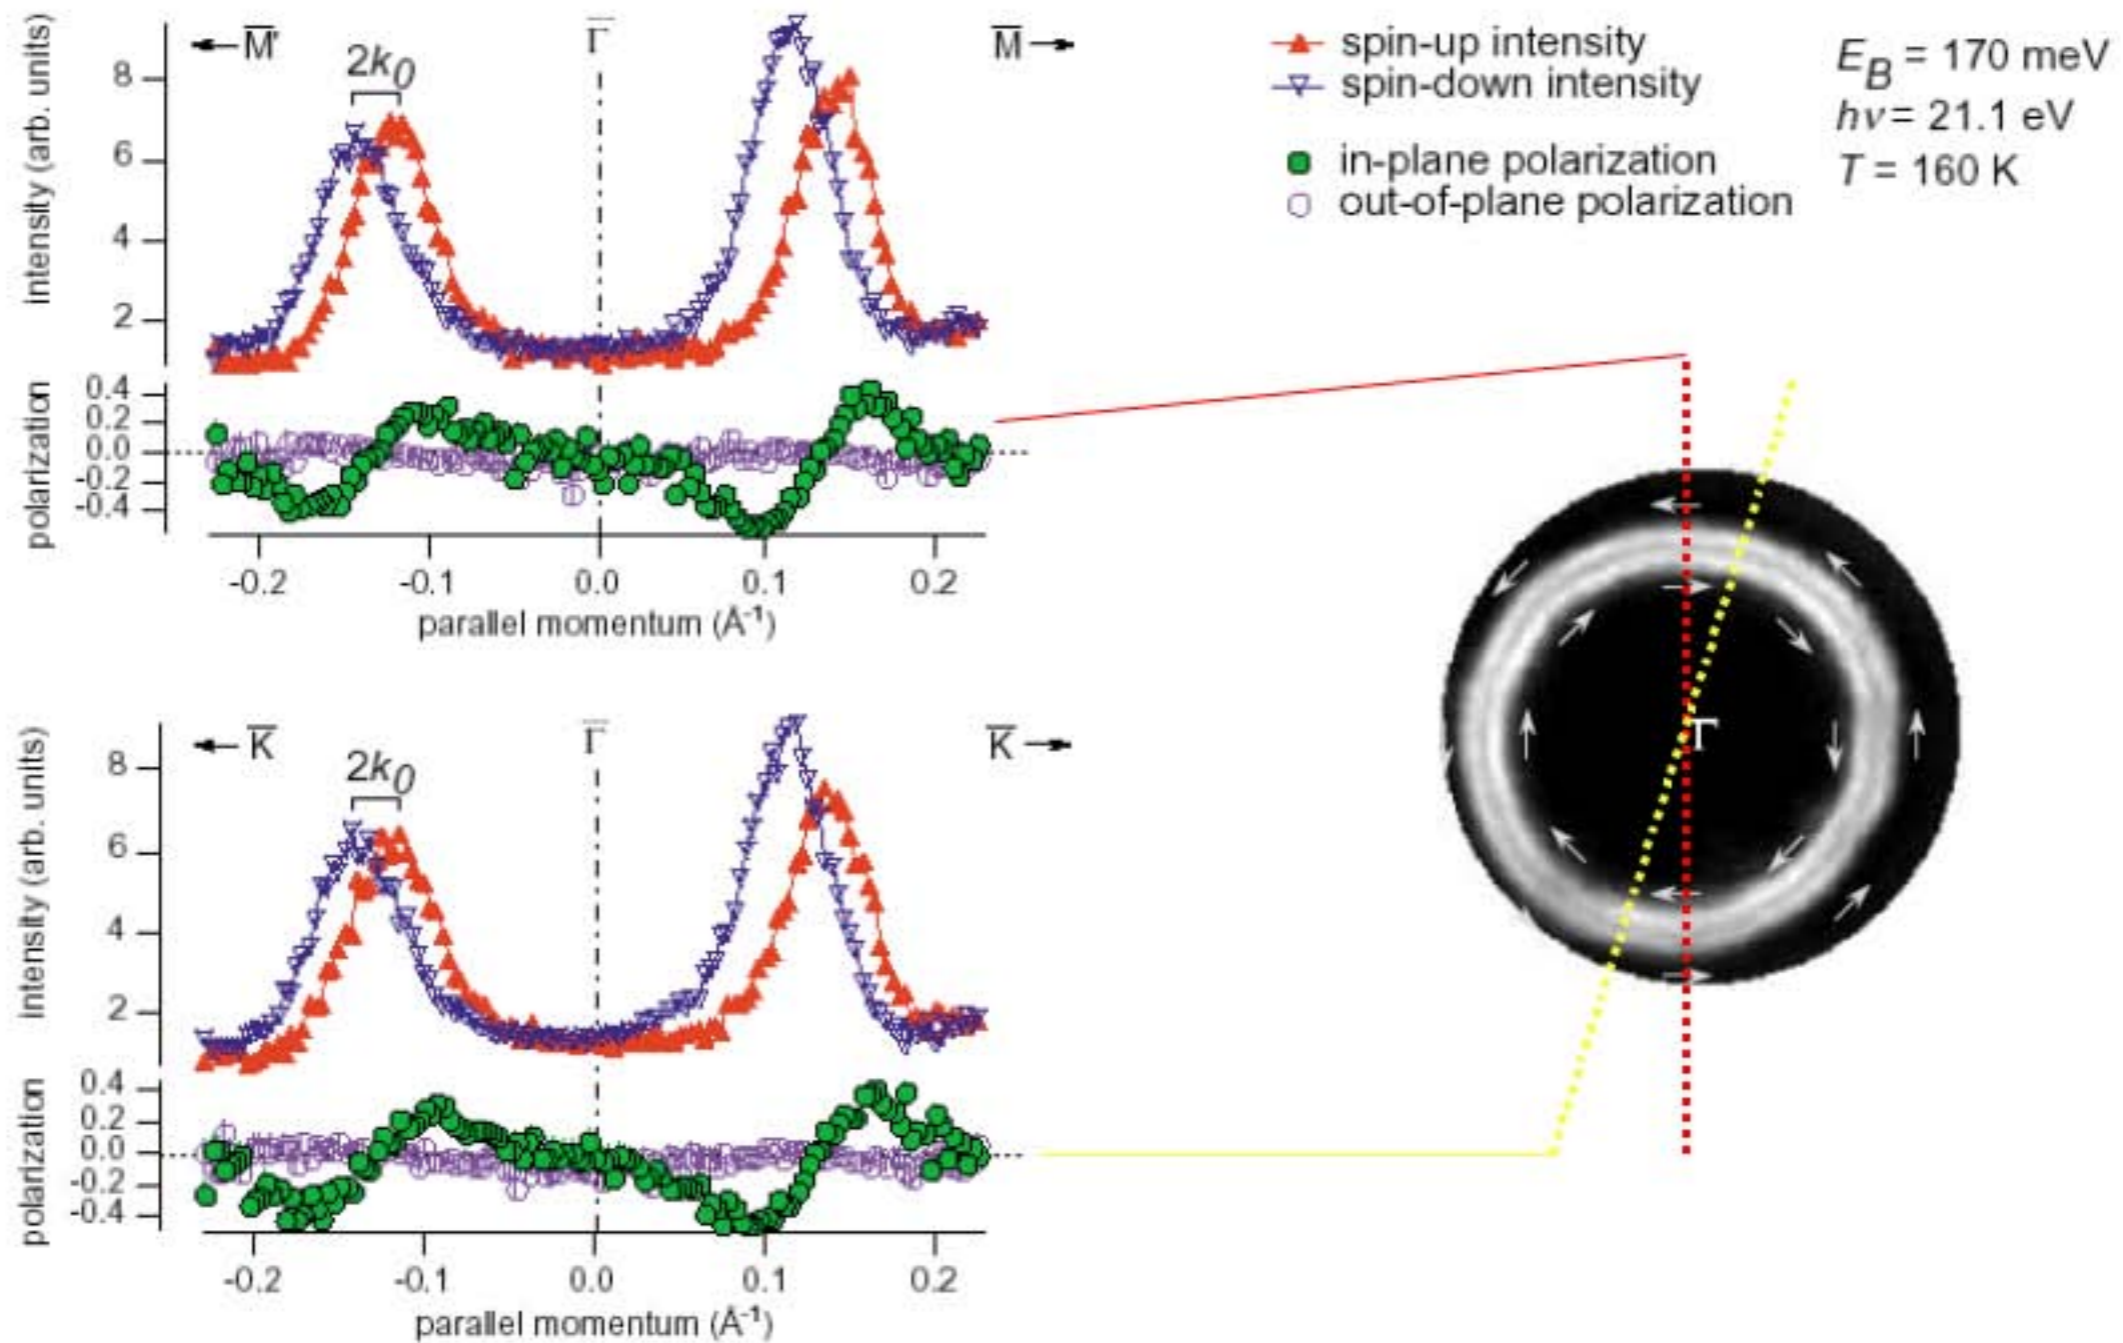 M̅' Γ̅ M̅
2k0
intensity (arb. units)
8
6
4
2
polarization
0.4
0.2
0.0
-0.2
-0.4
-0.2 -0.1 0.0 0.1 0.2
parallel momentum (Å-1)
spin-up intensity
spin-down intensity
in-plane polarization
out-of-plane polarization
EB = 170 meV
hν = 21.1 eV
T = 160 K
K̅ Γ̅ K̅
2k0
intensity (arb. units)
8
6
4
2
polarization
0.4
0.2
0.0
-0.2
-0.4
-0.2 -0.1 0.0 0.1 0.2
parallel momentum (Å-1)
Γ̅